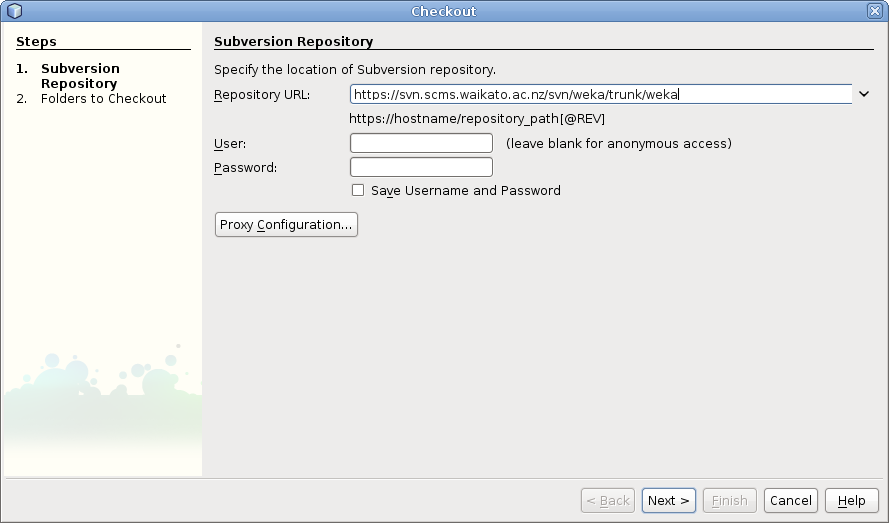 Checkout
Steps
1. Subversion
Repository
2. Folders to Checkout
Subversion Repository
Specify the location of Subversion repository.
Repository URL: https://svn.scms.waikato.ac.nz/svn/weka/trunk/weka
https://hostname/repository_path[@REV]
User: (leave blank for anonymous access)
Password:
Save Username and Password
Proxy Configuration...
< Back Next > Finish Cancel Help